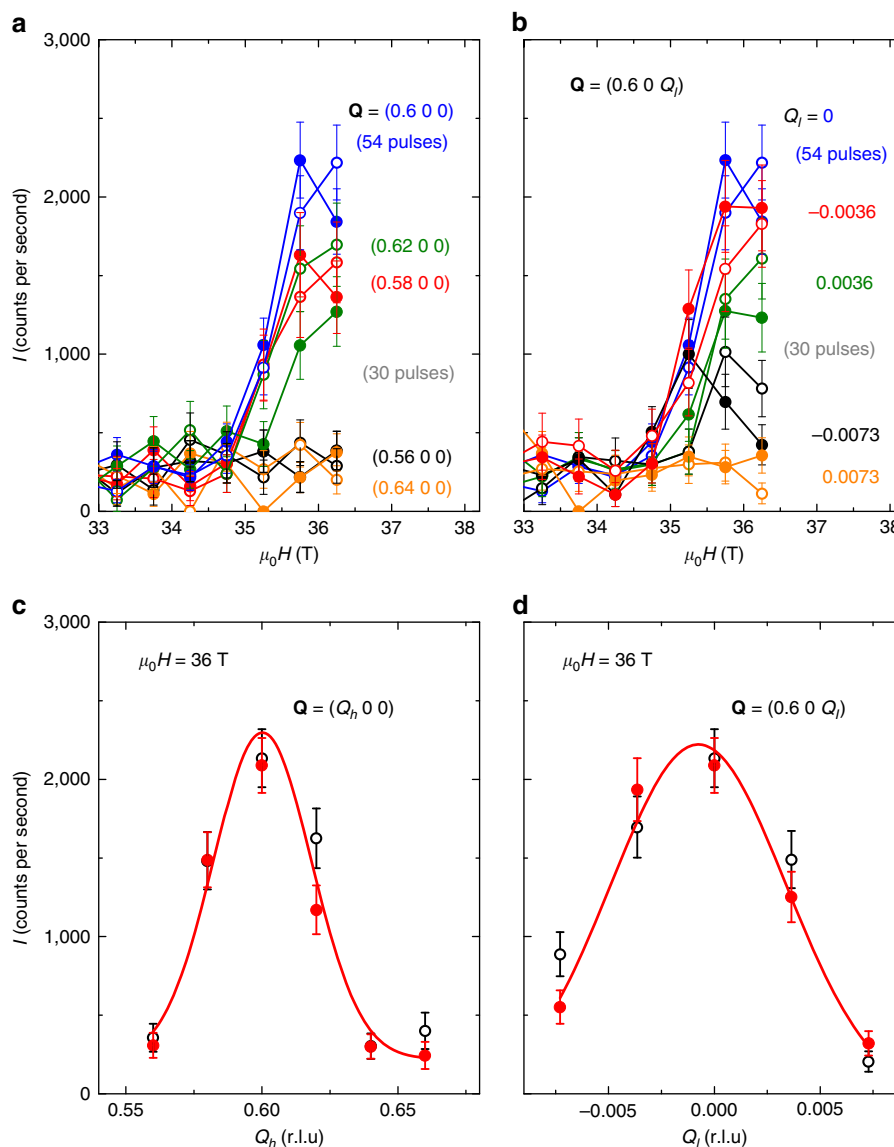 a
3,000
2,000
1,000
0
I (counts per second)
Q = (0.6 0 0)
(54 pulses)
(0.62 0 0)
(0.58 0 0)
(30 pulses)
(0.56 0 0)
(0.64 0 0)
33 34 35 36 37 38
μ₀H (T)
b
Q = (0.6 0 Qₗ)
Qₗ = 0
(54 pulses)
–0.0036
0.0036
(30 pulses)
–0.0073
0.0073
33 34 35 36 37 38
μ₀H (T)
c
3,000
2,000
1,000
0
I (counts per second)
μ₀H = 36 T
Q = (Qₕ 0 0)
0.55 0.60 0.65
Qₕ (r.l.u)
d
μ₀H = 36 T
Q = (0.6 0 Qₗ)
–0.005 0.000 0.005
Qₗ (r.l.u)